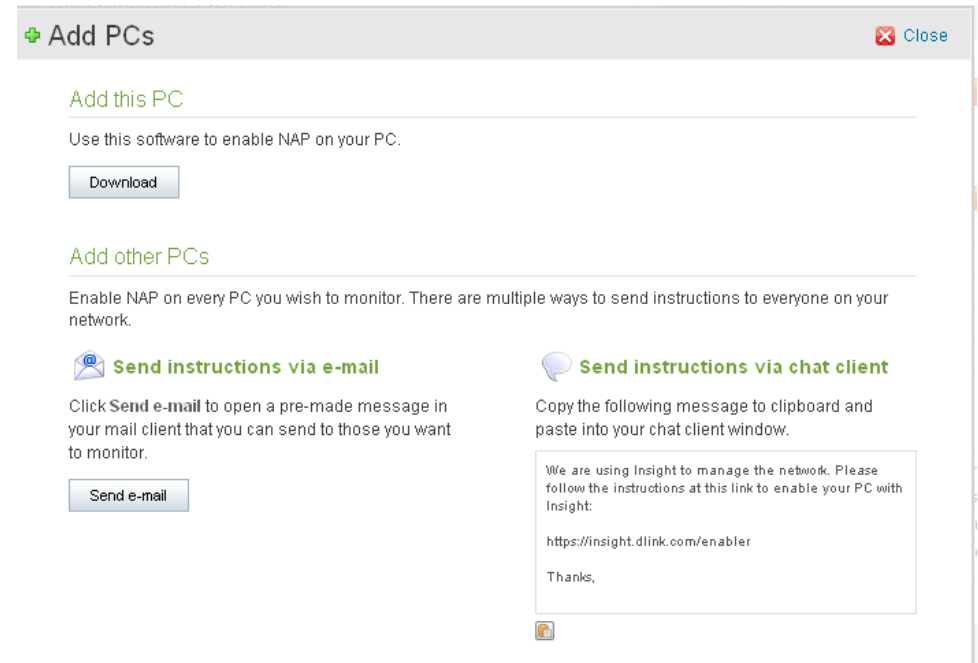 Add PCs
Close
Add this PC
Use this software to enable NAP on your PC.
Download
Add other PCs
Enable NAP on every PC you wish to monitor. There are multiple ways to send instructions to everyone on your
network.
Send instructions via e-mail
Click Send e-mail to open a pre-made message in
your mail client that you can send to those you want
to monitor.
Send e-mail
Send instructions via chat client
Copy the following message to clipboard and
paste into your chat client window.
We are using Insight to manage the network. Please
follow the instructions at this link to enable your PC with
Insight:
https://insight.dlink.com/enabler
Thanks,